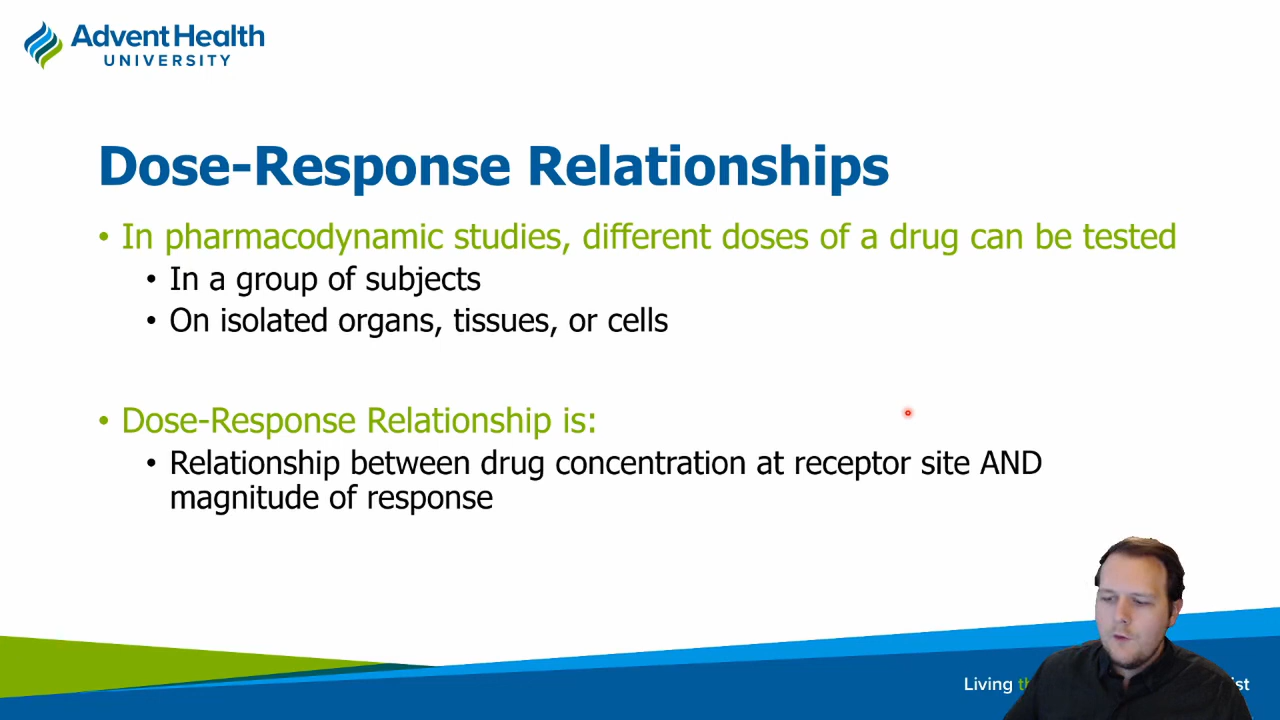 AdventHealth
UNIVERSITY
Dose-Response Relationships
• In pharmacodynamic studies, different doses of a drug can be tested
• In a group of subjects
• On isolated organs, tissues, or cells
• Dose-Response Relationship is:
• Relationship between drug concentration at receptor site AND
magnitude of response
Living